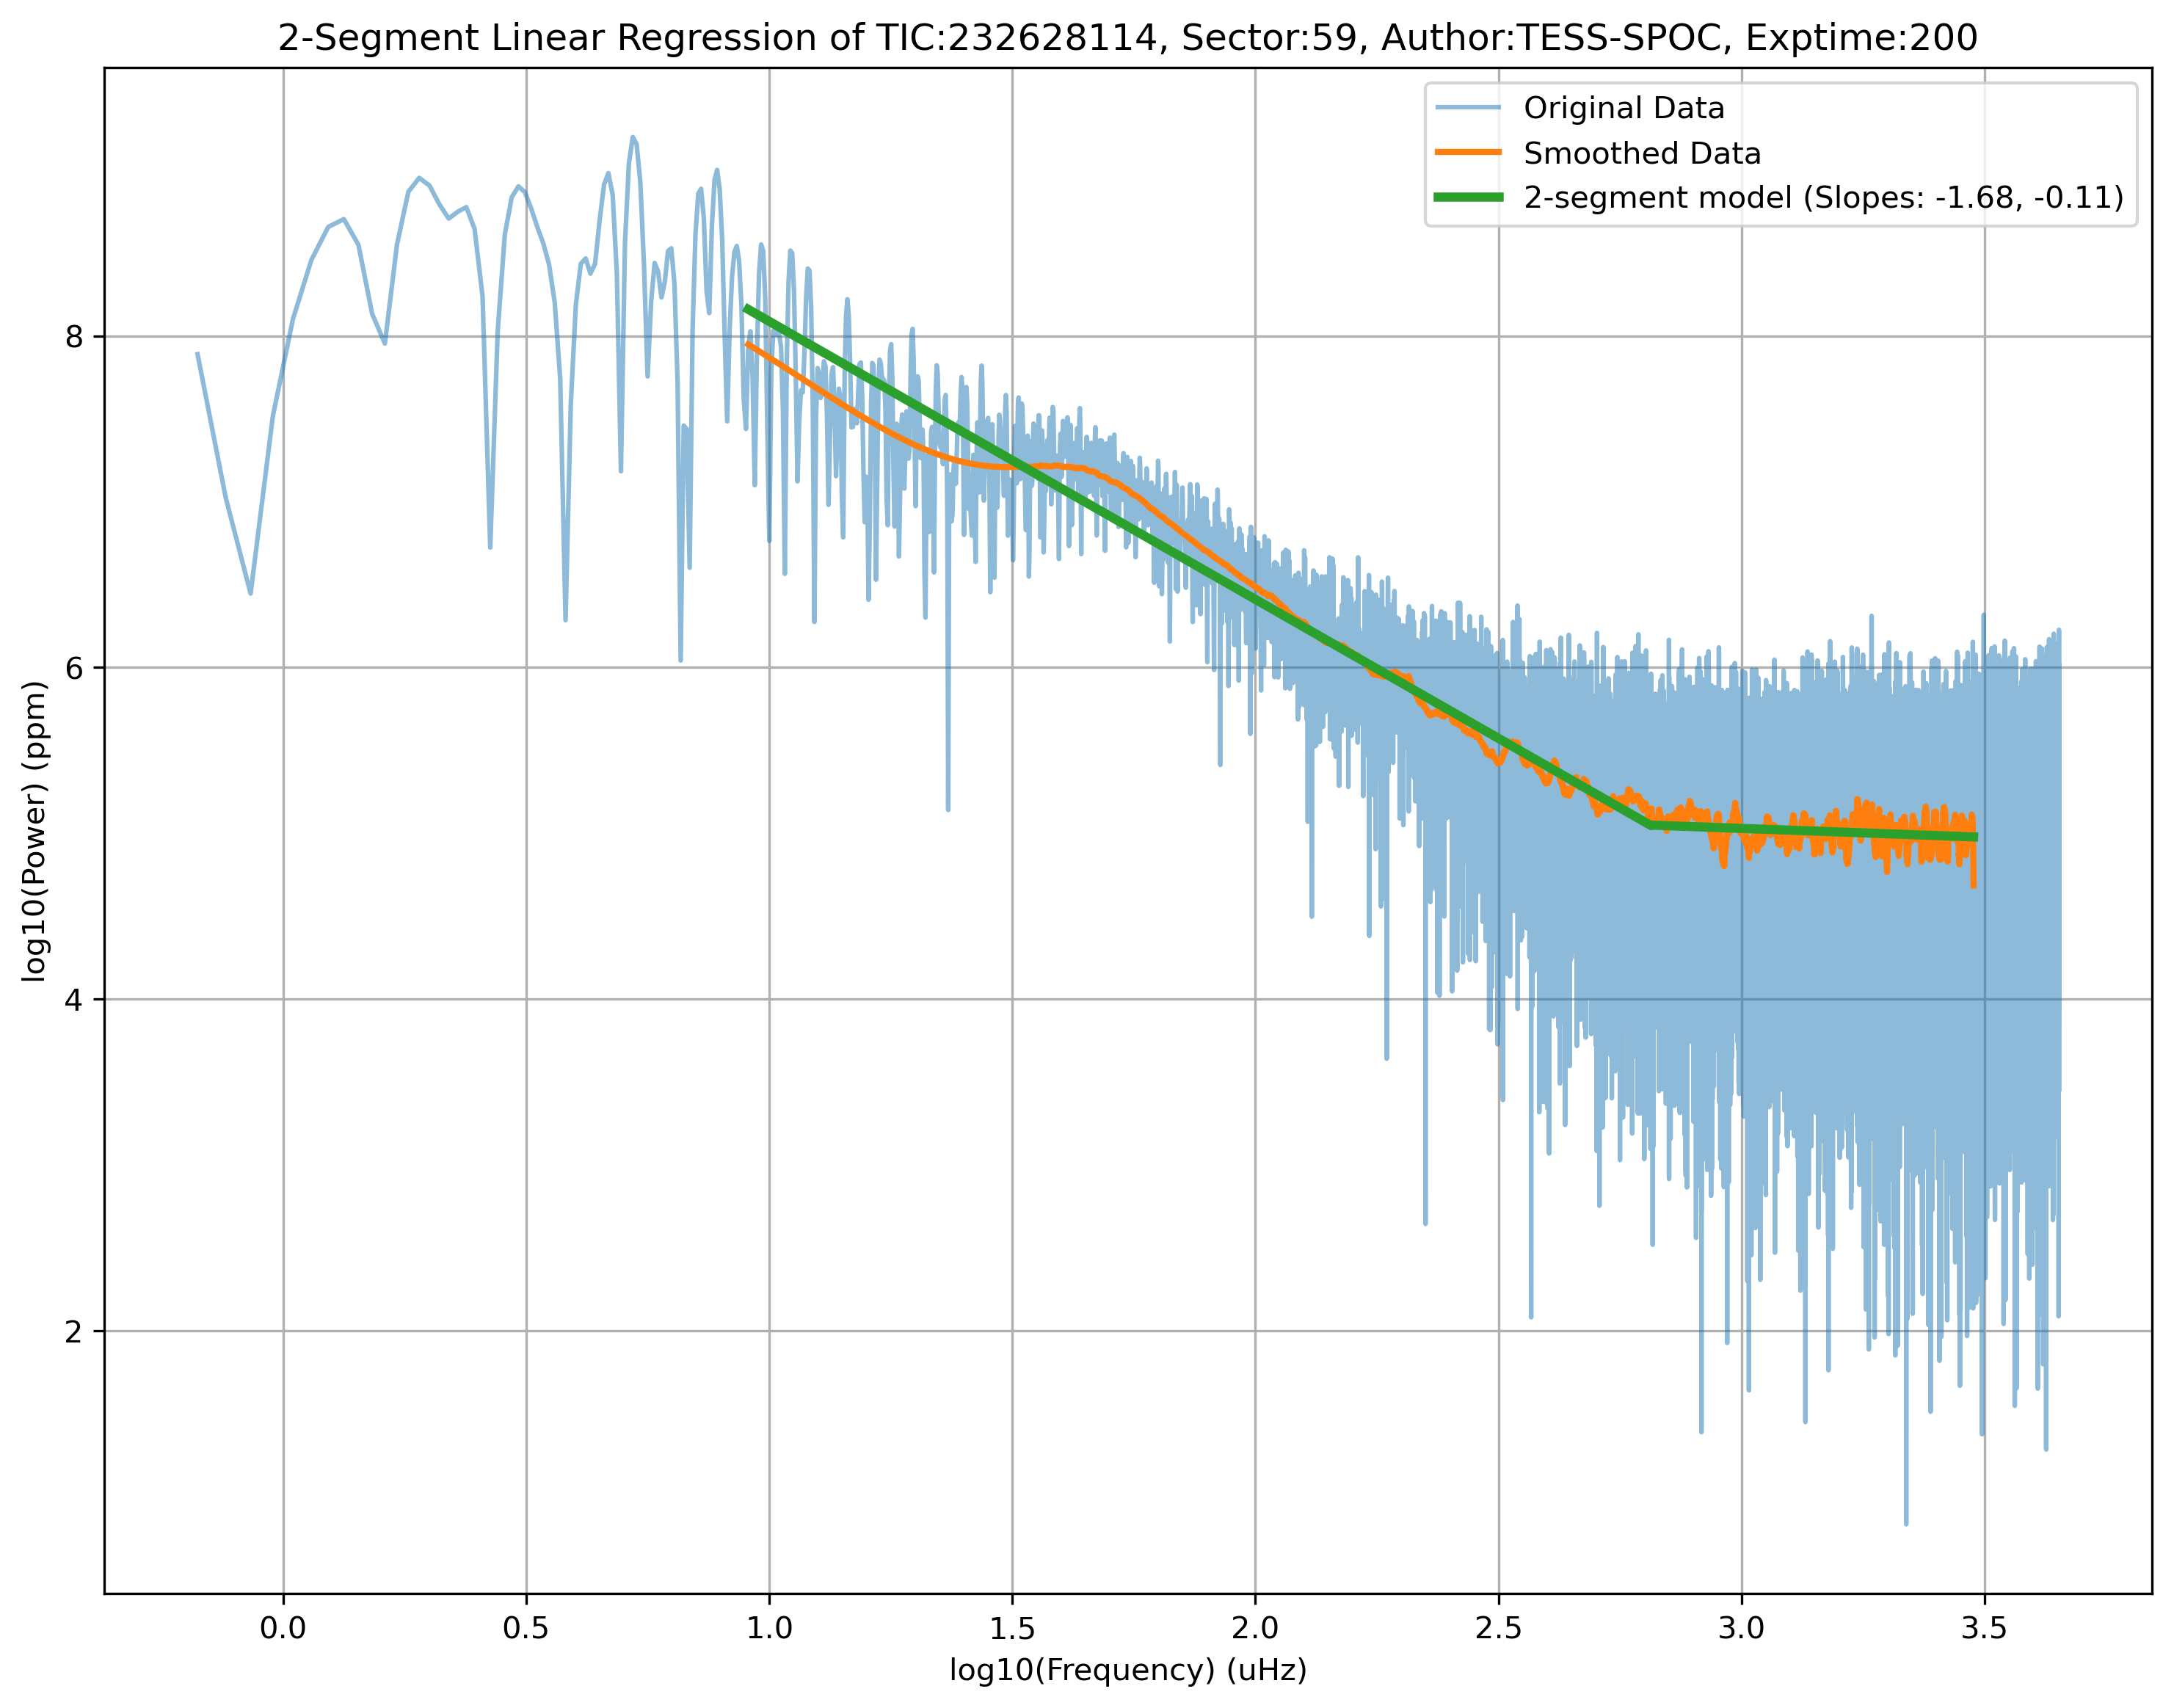 2-Segment Linear Regression of TIC:232628114, Sector:59, Author:TESS-SPOC, Exptime:200
Original Data
Smoothed Data
2-segment model (Slopes: -1.68, -0.11)
8
6
4
2
log10(Power) (ppm)
0.0 0.5 1.0 1.5 2.0 2.5 3.0 3.5
log10(Frequency) (uHz)